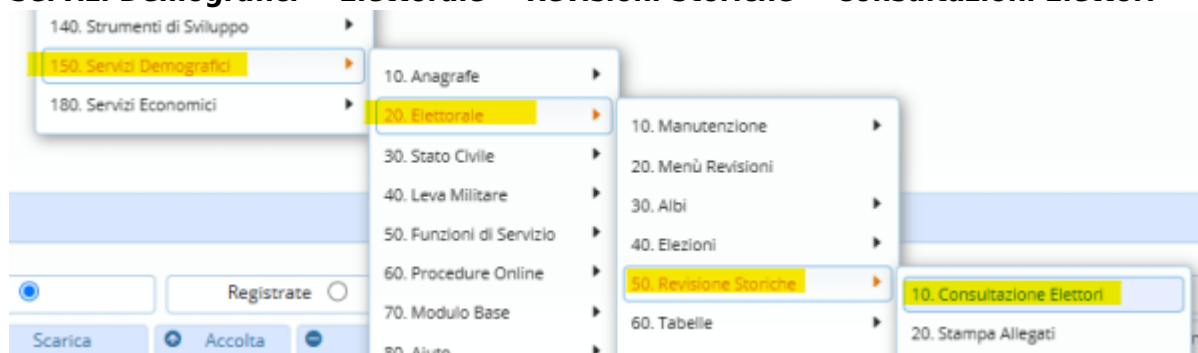 Servizi Demografici Elettorale Revisioni Storiche Consultazioni Elettori
140. Strumenti di Sviluppo
150. Servizi Demografici
180. Servizi Economici
10. Anagrafe
20. Elettorale
30. Stato Civile
40. Leva Militare
50. Funzioni di Servizio
60. Procedure Online
70. Modulo Base
80. Aiuto
10. Manutenzione
20. Menù Revisioni
30. Albi
40. Elezioni
50. Revisione Storiche
60. Tabelle
10. Consultazione Elettori
20. Stampa Allegati
Registrate
Scarica
Accolta